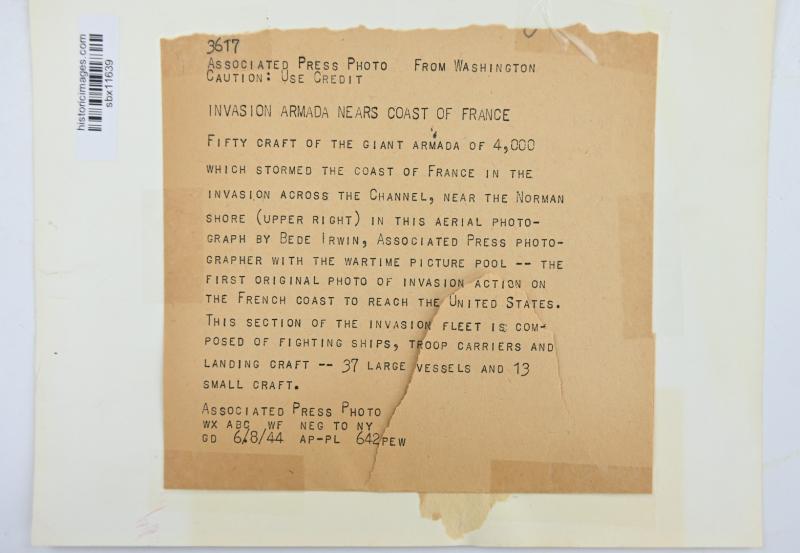 historicimages.com
sbx11639
3617
ASSOCIATED PRESS PHOTO FROM WASHINGTON
CAUTION: USE CREDIT
INVASION ARMADA NEARS COAST OF FRANCE
FIFTY CRAFT OF THE GIANT ARMADA OF 4,000
WHICH STORMED THE COAST OF FRANCE IN THE
INVASION ACROSS THE CHANNEL, NEAR THE NORMAN
SHORE (UPPER RIGHT) IN THIS AERIAL PHOTO-
GRAPH BY BEDE IRWIN, ASSOCIATED PRESS PHOTO-
GRAPHER WITH THE WARTIME PICTURE POOL -- THE
FIRST ORIGINAL PHOTO OF INVASION ACTION ON
THE FRENCH COAST TO REACH THE UNITED STATES.
THIS SECTION OF THE INVASION FLEET IS COM-
POSED OF FIGHTING SHIPS, TROOP CARRIERS AND
LANDING CRAFT -- 37 LARGE VESSELS AND 13
SMALL CRAFT.
ASSOCIATED PRESS PHOTO
WX ABC WF NEG TO NY
GD 6/8/44 AP-PL 642PEW